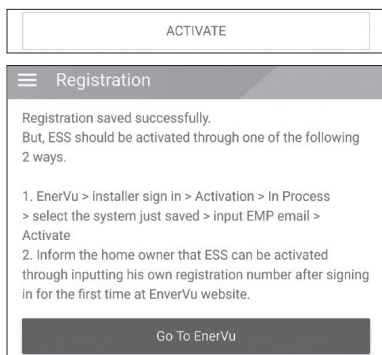 ACTIVATE
Registration
Registration saved successfully.
But, ESS should be activated through one of the following
2 ways.
1. EnerVu > installer sign in > Activation > In Process
> select the system just saved > input EMP email >
Activate
2. Inform the home owner that ESS can be activated
through inputting his own registration number after signing
in for the first time at EnverVu website.
Go To EnerVu